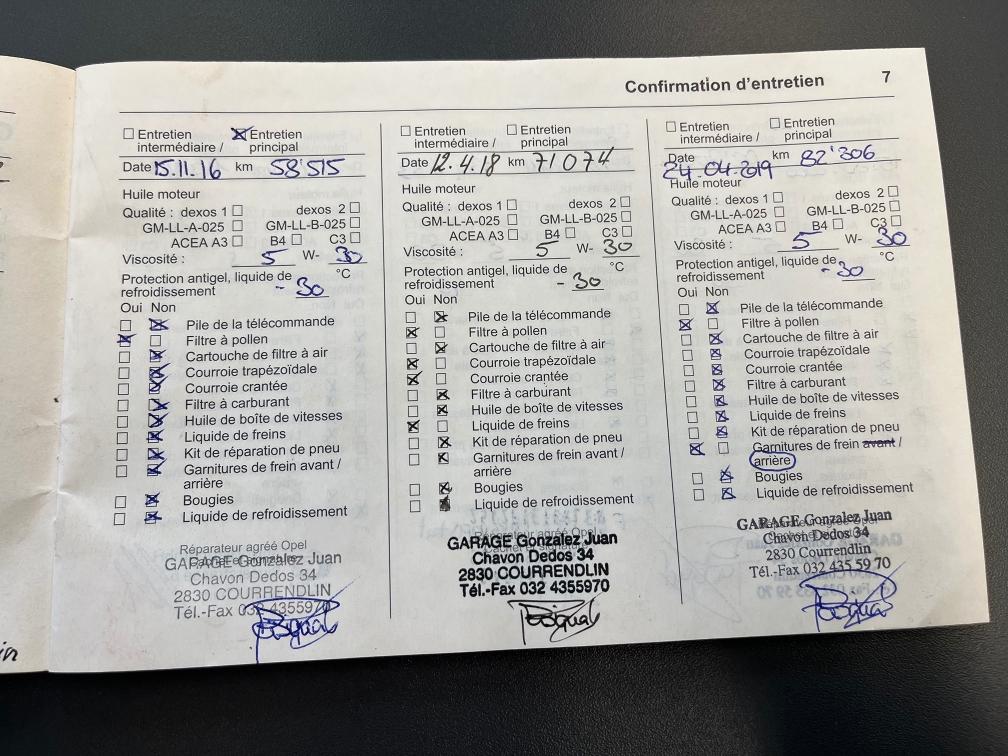 Confirmation d'entretien 7
Entretien intermédiaire / Entretien principal
Date 15.11.16 km 58'515
Huile moteur
Qualité : dexos 1 dexos 2
GM-LL-A-025 GM-LL-B-025
ACEA A3 B4 C3
Viscosité : 5 W- 30
Protection antigel, liquide de
refroidissement - 30 °C
Oui Non
Pile de la télécommande
Filtre à pollen
Cartouche de filtre à air
Courroie trapézoïdale
Courroie crantée
Filtre à carburant
Huile de boîte de vitesses
Liquide de freins
Kit de réparation de pneu
Garnitures de frein avant /
arrière
Bougies
Liquide de refroidissement
Réparateur agréé Opel
GARAGE Gonzalez Juan
Chavon Dedos 34
2830 COURRENDLIN
Tél.-Fax 032 4355970
Entretien intermédiaire / Entretien principal
Date 12.4.18 km 71074
Huile moteur
Qualité : dexos 1 dexos 2
GM-LL-A-025 GM-LL-B-025
ACEA A3 B4 C3
Viscosité : 5 W- 30
Protection antigel, liquide de
refroidissement - 30 °C
Oui Non
Pile de la télécommande
Filtre à pollen
Cartouche de filtre à air
Courroie trapézoïdale
Courroie crantée
Filtre à carburant
Huile de boîte de vitesses
Liquide de freins
Kit de réparation de pneu
Garnitures de frein avant /
arrière
Bougies
Liquide de refroidissement
Réparateur agréé Opel
GARAGE Gonzalez Juan
Chavon Dedos 34
2830 COURRENDLIN
Tél.-Fax 032 4355970
Entretien intermédiaire / Entretien principal
Date 24.04.2019 km 82'306
Huile moteur
Qualité : dexos 1 dexos 2
GM-LL-A-025 GM-LL-B-025
ACEA A3 B4 C3
Viscosité : 5 W- 30
Protection antigel, liquide de
refroidissement - 30 °C
Oui Non
Pile de la télécommande
Filtre à pollen
Cartouche de filtre à air
Courroie trapézoïdale
Courroie crantée
Filtre à carburant
Huile de boîte de vitesses
Liquide de freins
Kit de réparation de pneu
Garnitures de frein avant /
arrière
Bougies
Liquide de refroidissement
GARAGE Gonzalez Juan
Chavon Dedos 34
2830 Courrendlin
Tél.-Fax 032 435 59 70